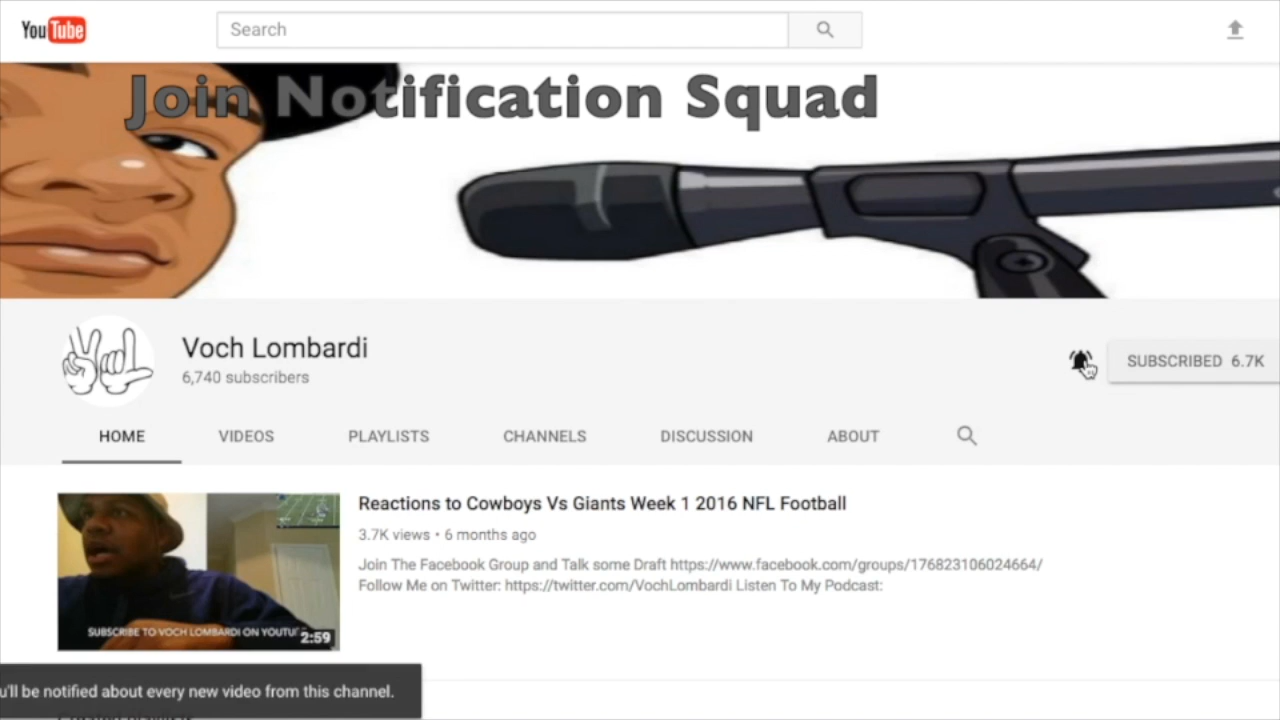 YouTube
Search
Join Notification Squad
Voch Lombardi
6,740 subscribers
SUBSCRIBED 6.7K
HOME VIDEOS PLAYLISTS CHANNELS DISCUSSION ABOUT
Reactions to Cowboys Vs Giants Week 1 2016 NFL Football
3.7K views • 6 months ago
Join The Facebook Group and Talk some Draft https://www.facebook.com/groups/176823106024664/
Follow Me on Twitter: https://twitter.com/VochLombardi Listen To My Podcast:
SUBSCRIBE TO VOCH LOMBARDI ON YOUTU
2:59
u'll be notified about every new video from this channel.